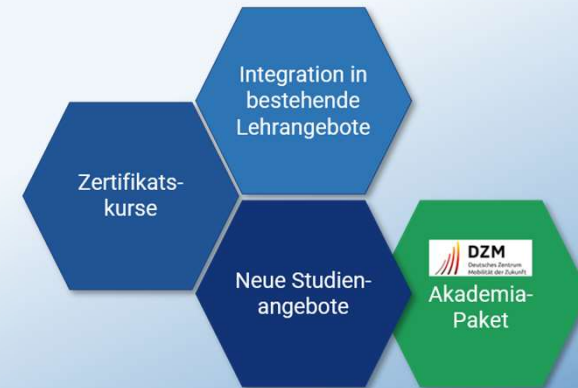 Integration in
bestehende
Lehrangebote
Zertifikats-
kurse
Neue Studien-
angebote
DZM
Deutsches Zentrum
Mobilität der Zukunft
Akademia-
Paket